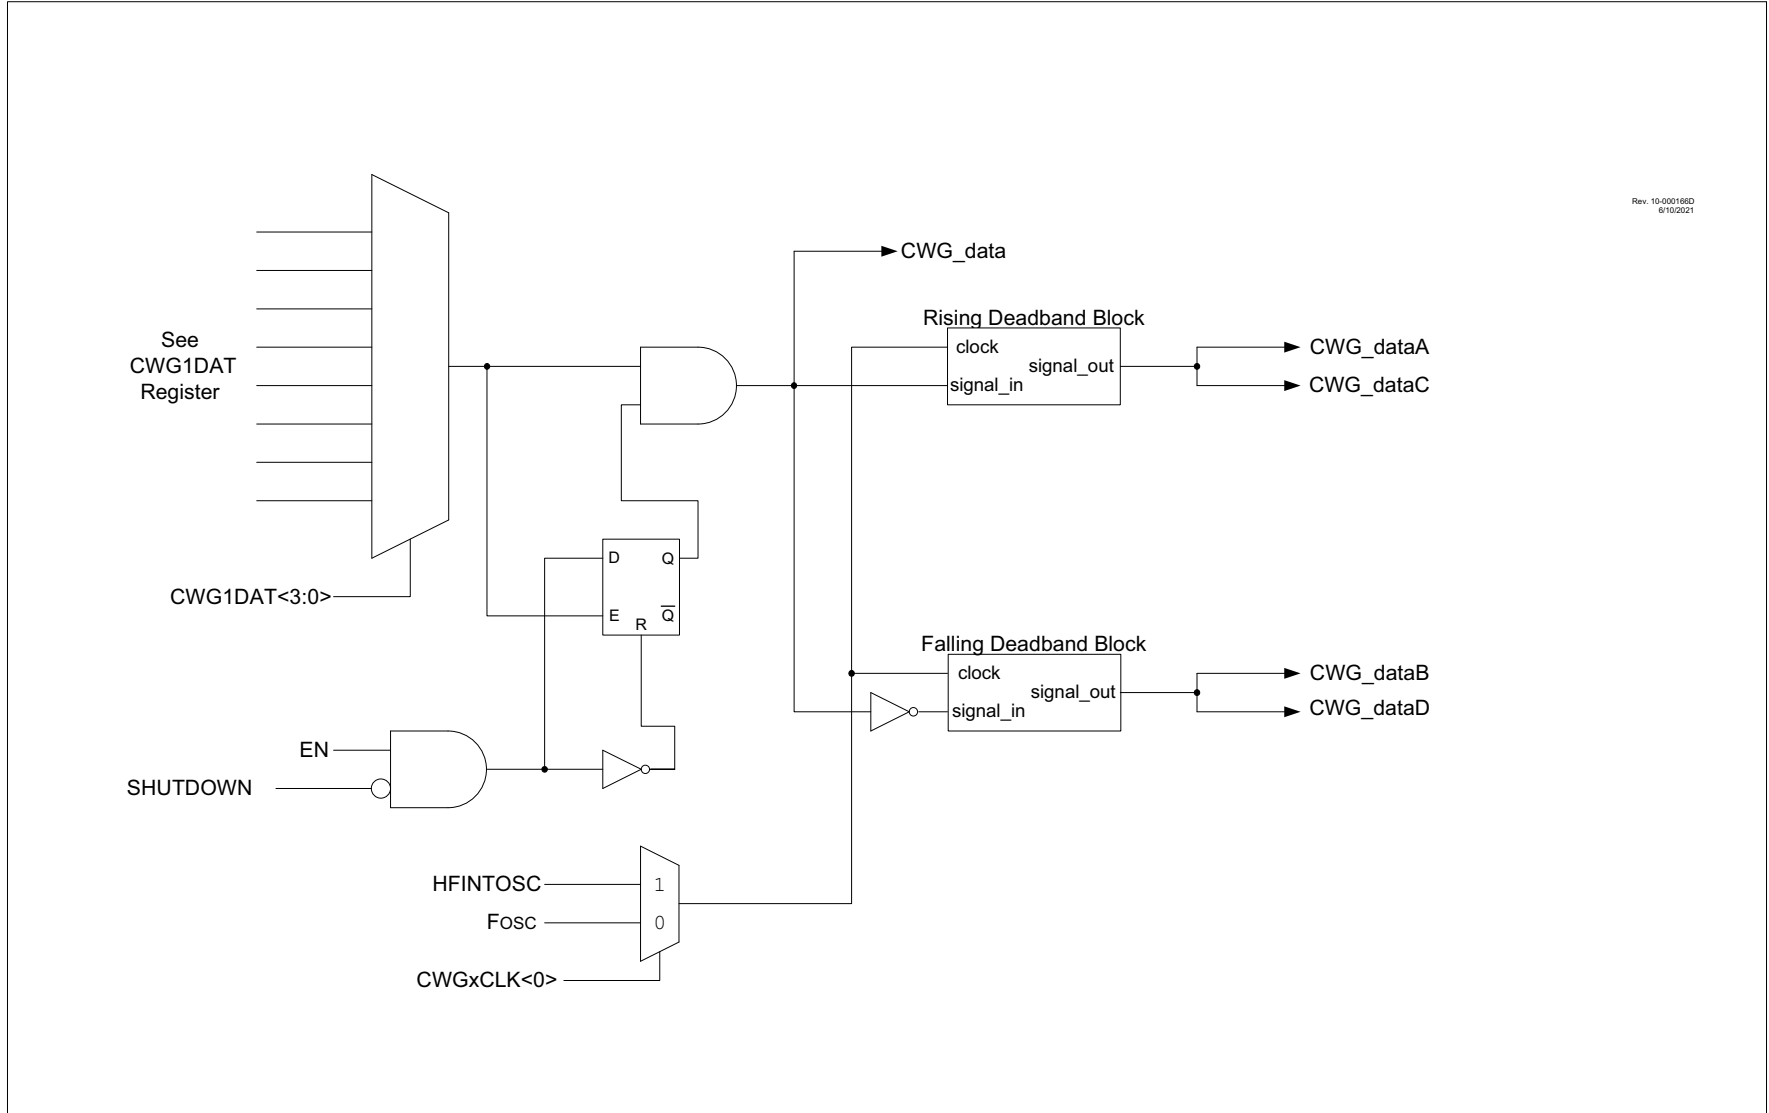 Rev. 10-000166D
6/10/2021
CWG_data
Rising Deadband Block
clock
signal_out
signal_in
CWG_dataA
CWG_dataC
See
CWG1DAT
Register
D
Q
E
R
Q̅
CWG1DAT<3:0>
Falling Deadband Block
clock
signal_out
signal_in
CWG_dataB
CWG_dataD
EN
SHUTDOWN
HFINTOSC
1
FOSC
0
CWGxCLK<0>